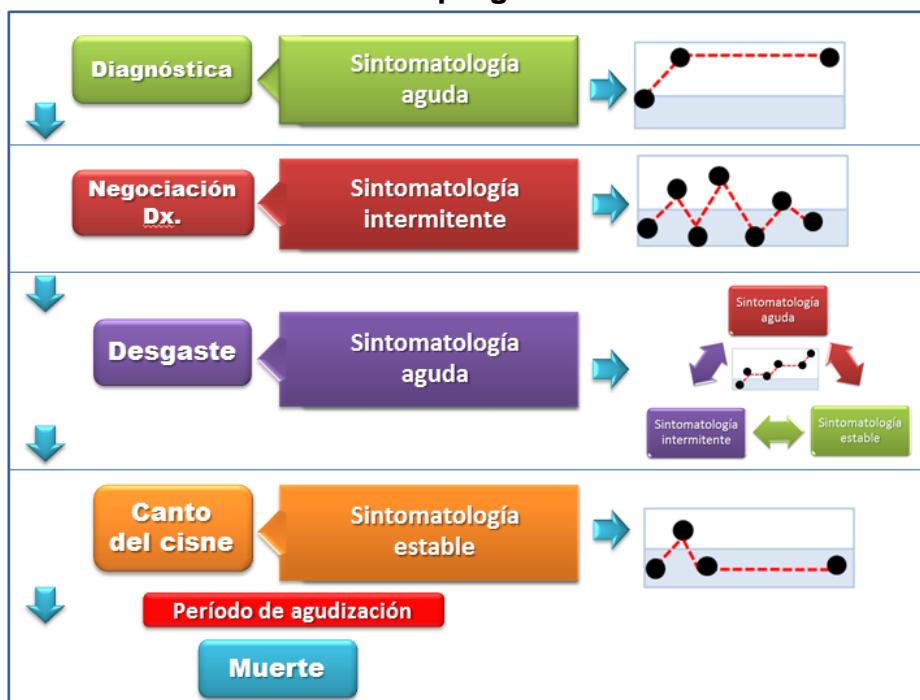 Diagnóstica
Sintomatología
aguda
Negociación
Dx.
Sintomatología
intermitente
Desgaste
Sintomatología
aguda
Sintomatología
aguda
Sintomatología
intermitente
Sintomatología
estable
Canto
del cisne
Sintomatología
estable
Período de agudización
Muerte